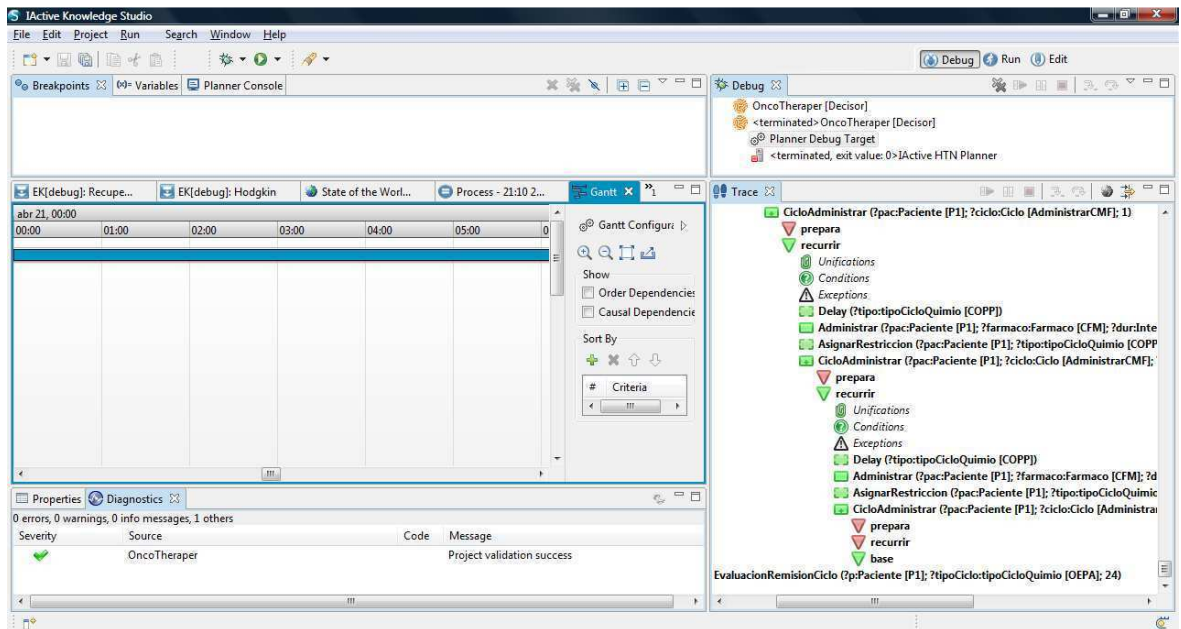 IActive Knowledge Studio
File Edit Project Run Search Window Help
Debug Run Edit
Breakpoints (x)= Variables Planner Console
Debug
OncoTheraper [Decisor]
<terminated> OncoTheraper [Decisor]
Planner Debug Target
<terminated, exit value: 0>IActive HTN Planner
EK[debug]: Recupe... EK[debug]: Hodgkin State of the Worl... Process - 21:10 2... Gantt »1
abr 21, 00:00
00:00 01:00 02:00 03:00 04:00 05:00 0
Gantt Configura
Show
Order Dependencies
Causal Dependencie
Sort By
# Criteria
Trace
CicloAdministrar (?pac:Paciente [P1]; ?ciclo:Ciclo [AdministrarCMF]; 1)
prepara
recurrir
Unifications
Conditions
Exceptions
Delay (?tipo:tipoCicloQuimio [COPP])
Administrar (?pac:Paciente [P1]; ?farmaco:Farmaco [CFM]; ?dur:Inte
AsignarRestriccion (?pac:Paciente [P1]; ?tipo:tipoCicloQuimio [COPP
CicloAdministrar (?pac:Paciente [P1]; ?ciclo:Ciclo [AdministrarCMF];
prepara
recurrir
Unifications
Conditions
Exceptions
Delay (?tipo:tipoCicloQuimio [COPP])
Administrar (?pac:Paciente [P1]; ?farmaco:Farmaco [CFM]; ?d
AsignarRestriccion (?pac:Paciente [P1]; ?tipo:tipoCicloQuimic
CicloAdministrar (?pac:Paciente [P1]; ?ciclo:Ciclo [Administrar
prepara
recurrir
base
EvaluacionRemisionCiclo (?p:Paciente [P1]; ?tipoCiclo:tipoCicloQuimio [OEPA]; 24)
Properties Diagnostics
0 errors, 0 warnings, 0 info messages, 1 others
Severity Source Code Message
OncoTheraper Project validation success